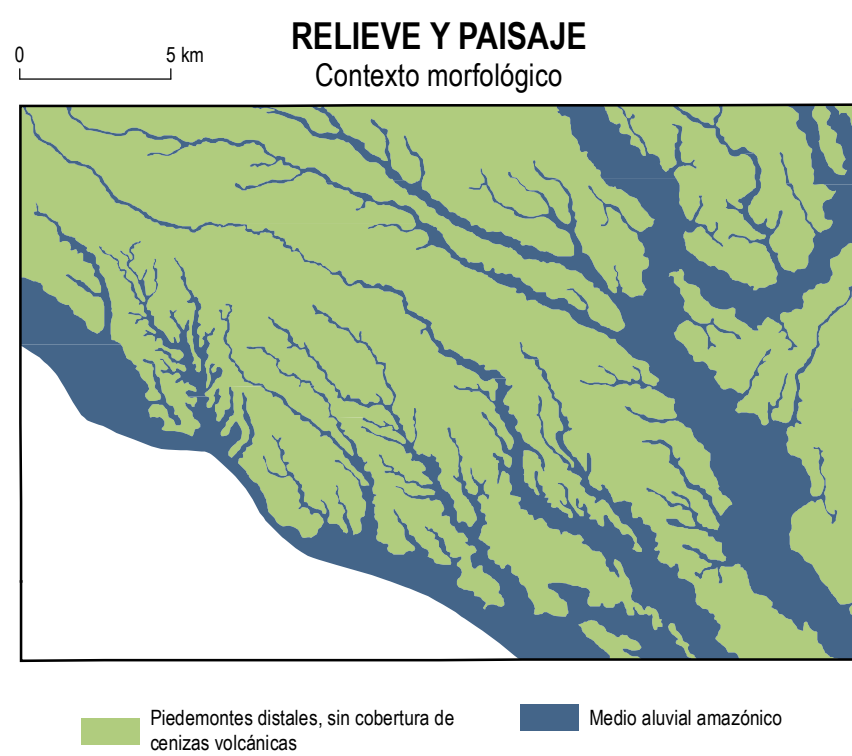 RELIEVE Y PAISAJE
Contexto morfológico
0 5 km
Piedemontes distales, sin cobertura de
cenizas volcánicas
Medio aluvial amazónico